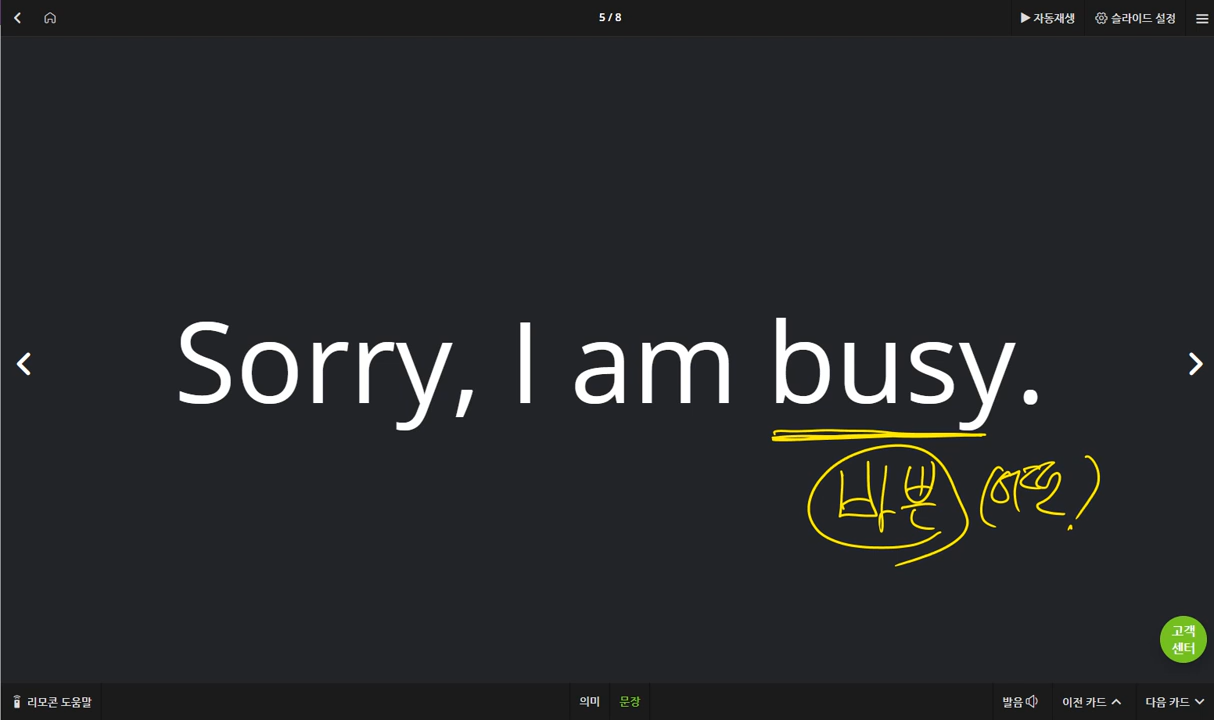 5 / 8
자동재생
슬라이드 설정
Sorry, I am busy.
바쁜
고객
센터
리모콘 도움말
의미
문장
발음
이전 카드
다음 카드